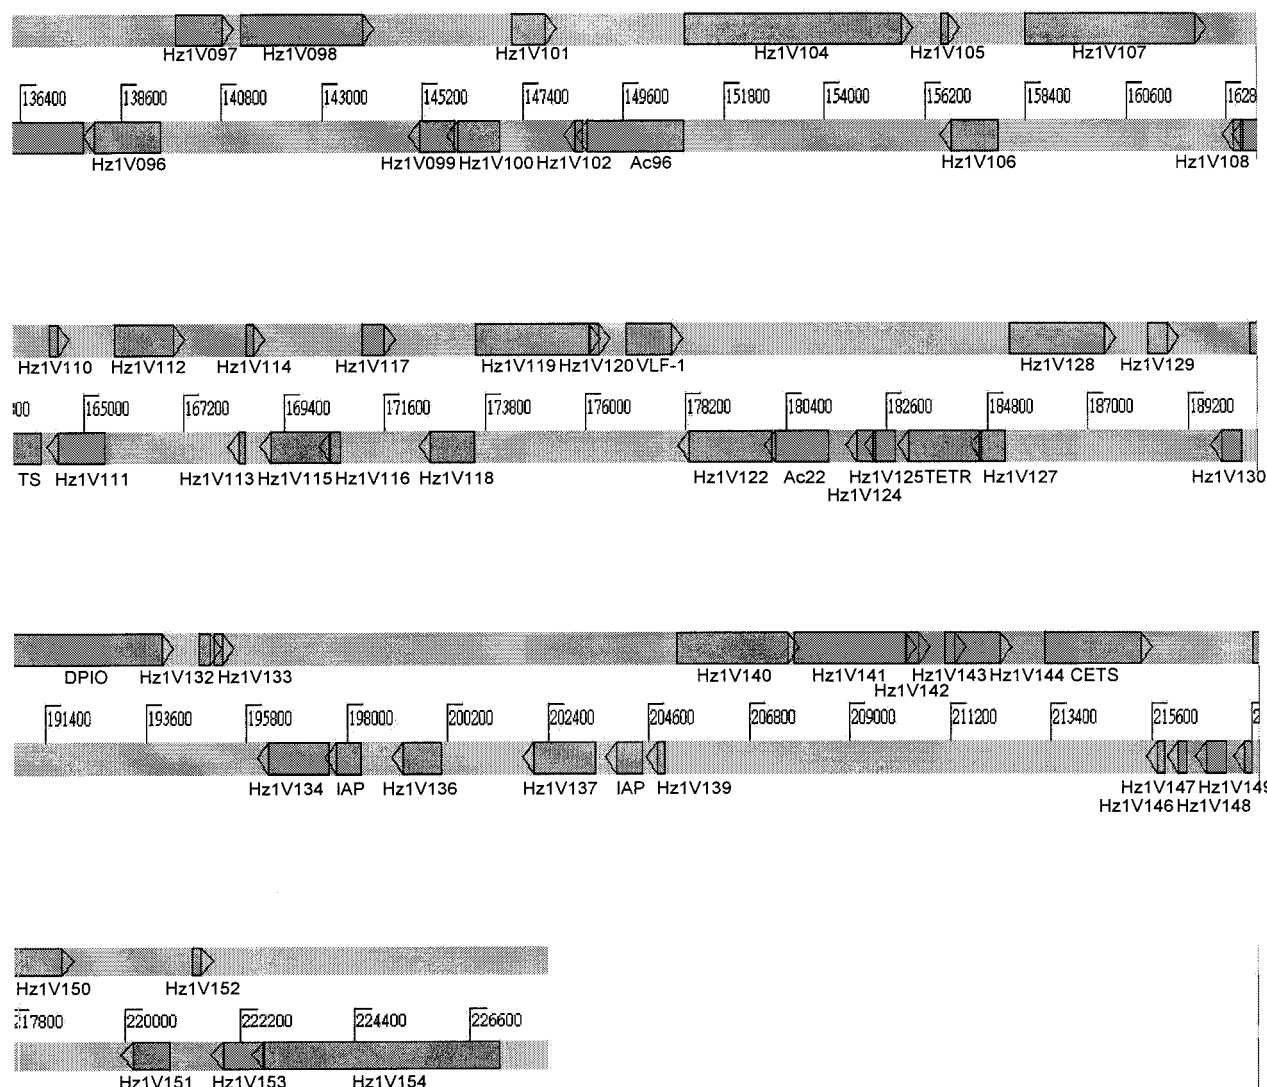 Hz1V097 Hz1V098 Hz1V101 Hz1V104 Hz1V105 Hz1V107
136400 138600 140800 143000 145200 147400 149600 151800 154000 156200 158400 160600 1628
Hz1V096 Hz1V099 Hz1V100 Hz1V102 Ac96 Hz1V106 Hz1V108
Hz1V110 Hz1V112 Hz1V114 Hz1V117 Hz1V119 Hz1V120 VLF-1 Hz1V128 Hz1V129
165000 167200 169400 171600 173800 176000 178200 180400 182600 184800 187000 189200
TS Hz1V111 Hz1V113 Hz1V115 Hz1V116 Hz1V118 Hz1V122 Ac22 Hz1V125 TETR Hz1V127 Hz1V130
Hz1V124
DPIO Hz1V132 Hz1V133 Hz1V140 Hz1V141 Hz1V143 Hz1V144 CETS
Hz1V142
191400 193600 195800 198000 200200 202400 204600 206800 209000 211200 213400 215600
Hz1V134 IAP Hz1V136 Hz1V137 IAP Hz1V139 Hz1V147 Hz1V149
Hz1V146 Hz1V148
Hz1V150 Hz1V152
217800 220000 222200 224400 226600
Hz1V151 Hz1V153 Hz1V154